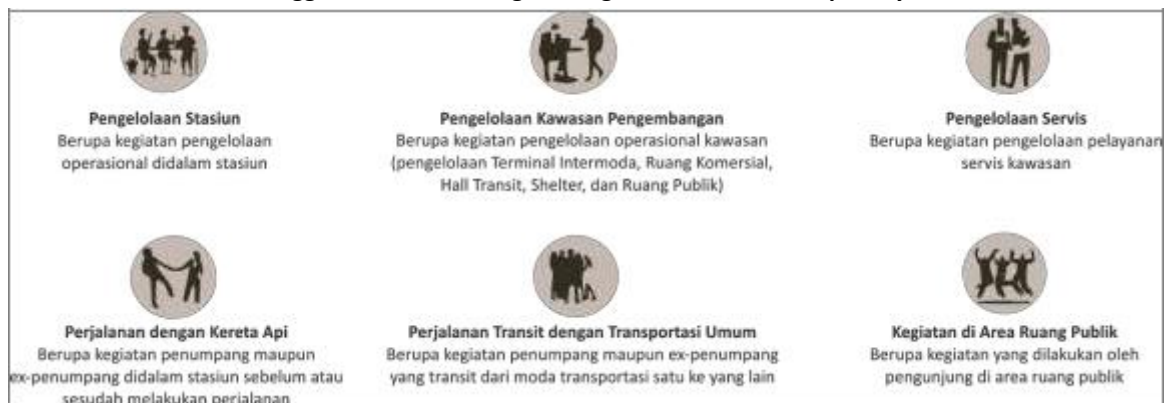 Pengelolaan Stasiun
Berupa kegiatan pengelolaan
operasional didalam stasiun
Pengelolaan Kawasan Pengembangan
Berupa kegiatan pengelolaan operasional kawasan
(pengelolaan Terminal Intermoda, Ruang Komersial,
Hall Transit, Shelter, dan Ruang Publik)
Pengelolaan Servis
Berupa kegiatan pengelolaan pelayanan
servis kawasan
Perjalanan dengan Kereta Api
Berupa kegiatan penumpang maupun
ex-penumpang didalam stasiun sebelum atau
sesudah melakukan perjalanan
Perjalanan Transit dengan Transportasi Umum
Berupa kegiatan penumpang maupun ex-penumpang
yang transit dari moda transportasi satu ke yang lain
Kegiatan di Area Ruang Publik
Berupa kegiatan yang dilakukan oleh
pengunjung di area ruang publik